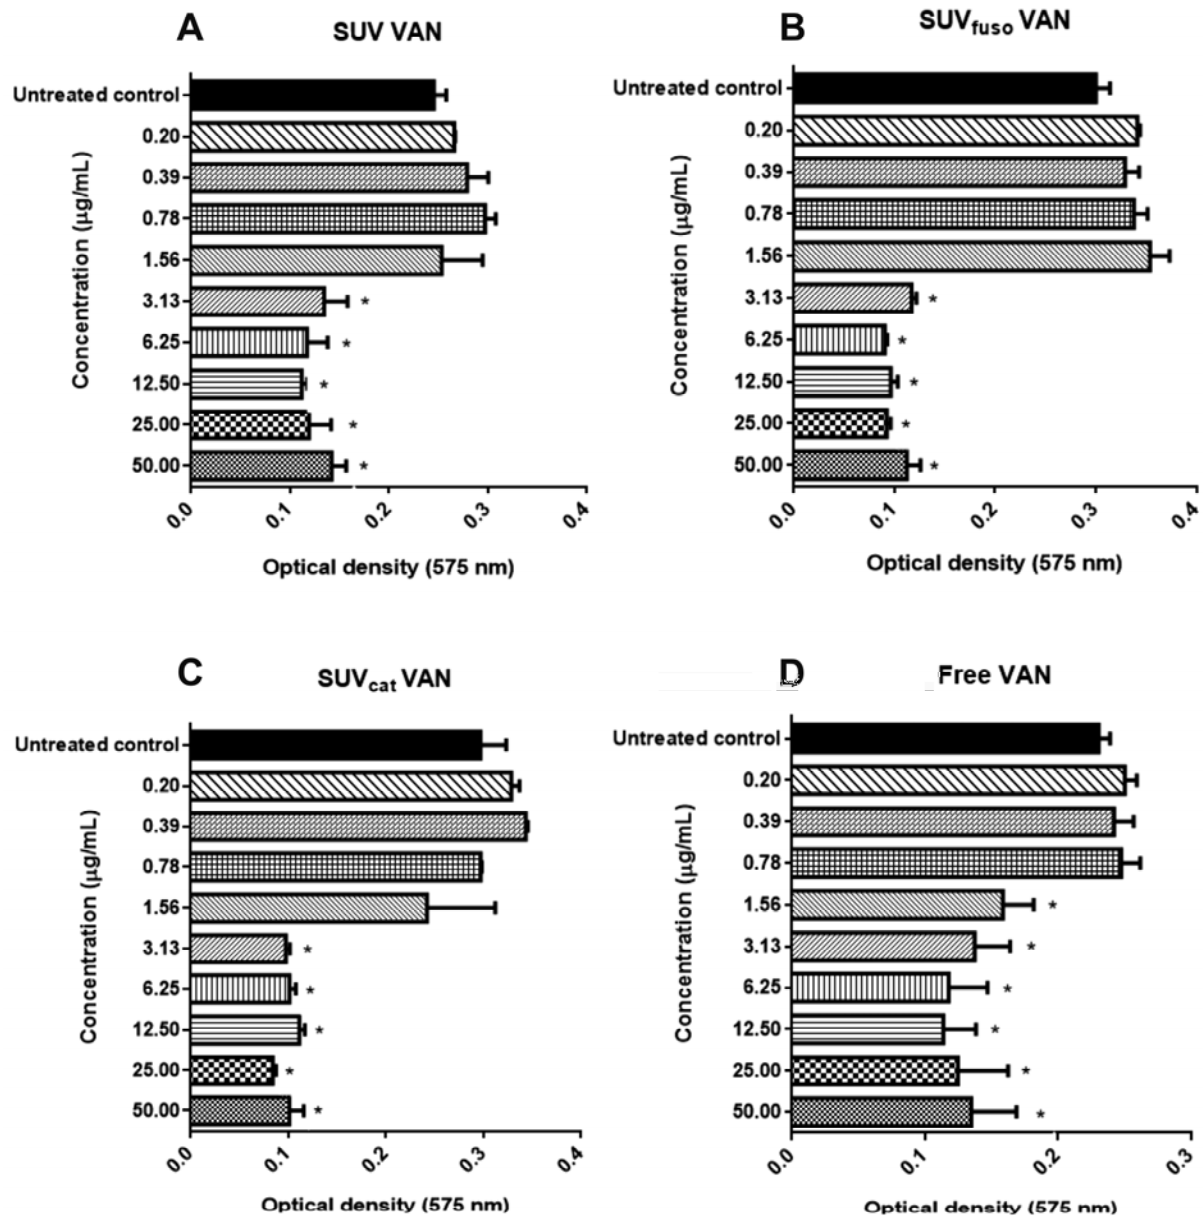 A
SUV VAN
Untreated control
0.20
0.39
0.78
1.56
3.13 *
6.25 *
12.50 *
25.00 *
50.00 *
Concentration (µg/mL)
0.0 0.1 0.2 0.3 0.4
Optical density (575 nm)
B
SUVfuso VAN
Untreated control
0.20
0.39
0.78
1.56
3.13 *
6.25 *
12.50 *
25.00 *
50.00 *
Concentration (µg/mL)
0.0 0.1 0.2 0.3 0.4
Optical density (575 nm)
C
SUVcat VAN
Untreated control
0.20
0.39
0.78
1.56
3.13 *
6.25 *
12.50 *
25.00 *
50.00 *
Concentration (µg/mL)
0.0 0.1 0.2 0.3 0.4
Optical density (575 nm)
D
Free VAN
Untreated control
0.20
0.39
0.78
1.56 *
3.13 *
6.25 *
12.50 *
25.00 *
50.00 *
Concentration (µg/mL)
0.0 0.1 0.2 0.3
Optical density (575 nm)